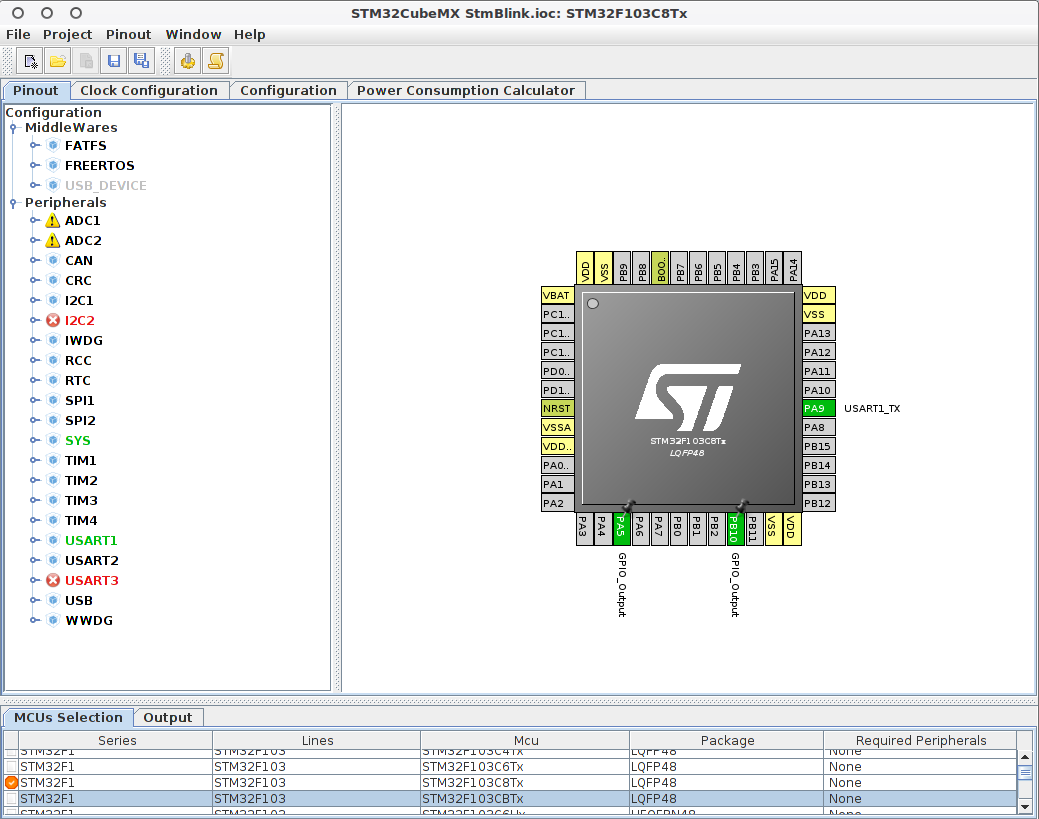 STM32CubeMX StmBlink.ioc: STM32F103C8Tx
File Project Pinout Window Help
Pinout Clock Configuration Configuration Power Consumption Calculator
Configuration
MiddleWares
FATFS
FREERTOS
USB_DEVICE
Peripherals
ADC1
ADC2
CAN
CRC
I2C1
I2C2
IWDG
RCC
RTC
SPI1
SPI2
SYS
TIM1
TIM2
TIM3
TIM4
USART1
USART2
USART3
USB
WWDG
VDD VSS PB9 PB8 BOO.. PB7 PB6 PB5 PB4 PB3 PA15 PA14
VBAT
PC1..
PC1..
PC1..
PD0..
PD1..
NRST
VSSA
VDD..
PA0..
PA1
PA2
STM32F103C8Tx
LQFP48
VDD
VSS
PA13
PA12
PA11
PA10
PA9 USART1_TX
PA8
PB15
PB14
PB13
PB12
PA3 PA4 PA5 PA6 PA7 PB0 PB1 PB2 PB10 PB11 VSS VDD
GPIO_Output GPIO_Output
MCUs Selection Output
Series Lines Mcu Package Required Peripherals
STM32F1 STM32F103 STM32F103C4Tx LQFP48 None
STM32F1 STM32F103 STM32F103C6Tx LQFP48 None
STM32F1 STM32F103 STM32F103C8Tx LQFP48 None
STM32F1 STM32F103 STM32F103CBTx LQFP48 None
STM32F1 STM32F103 STM32F103C6Ux UFQFPN48 None